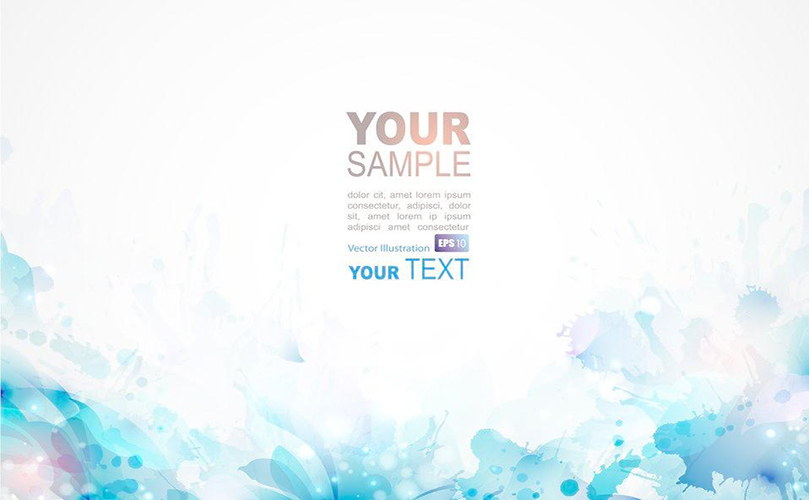 YOUR
SAMPLE
dolor cit, amet lorem ipsum
consectetur, adipisci, dolor
sit, amet lorem ip ipsum
adipisci amet consectetur
Vector Illustration EPS 10
YOUR TEXT